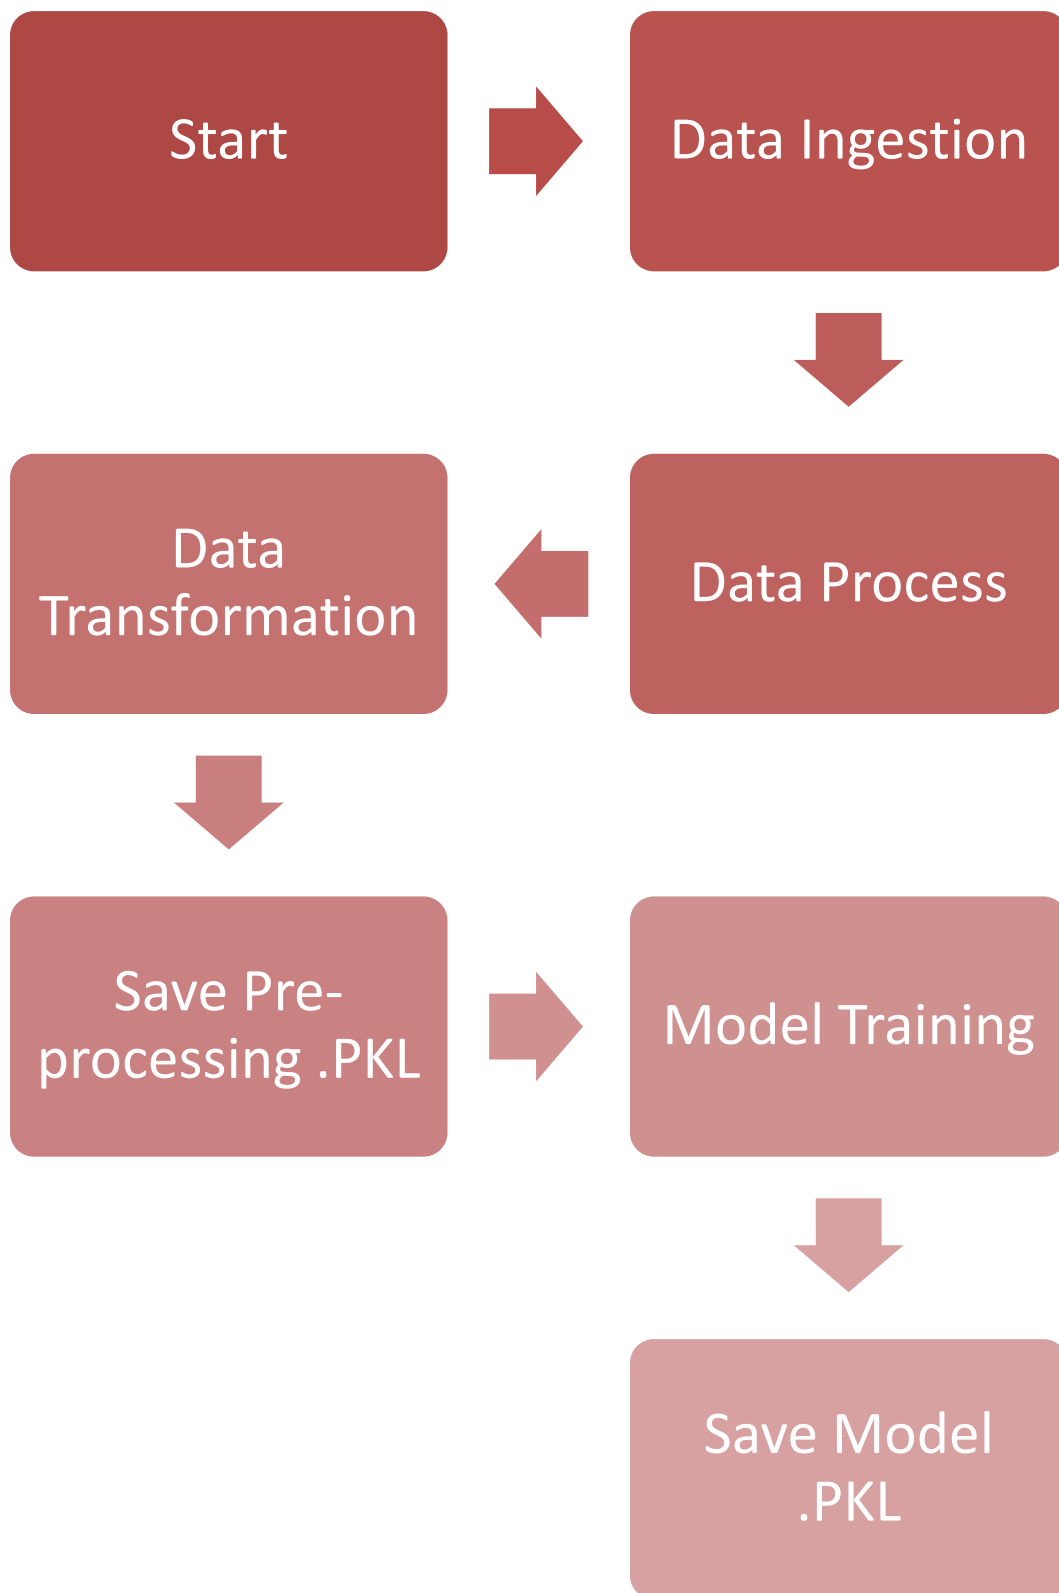 Start
Data Ingestion
Data Process
Data
Transformation
Save Pre-
processing .PKL
Model Training
Save Model
.PKL